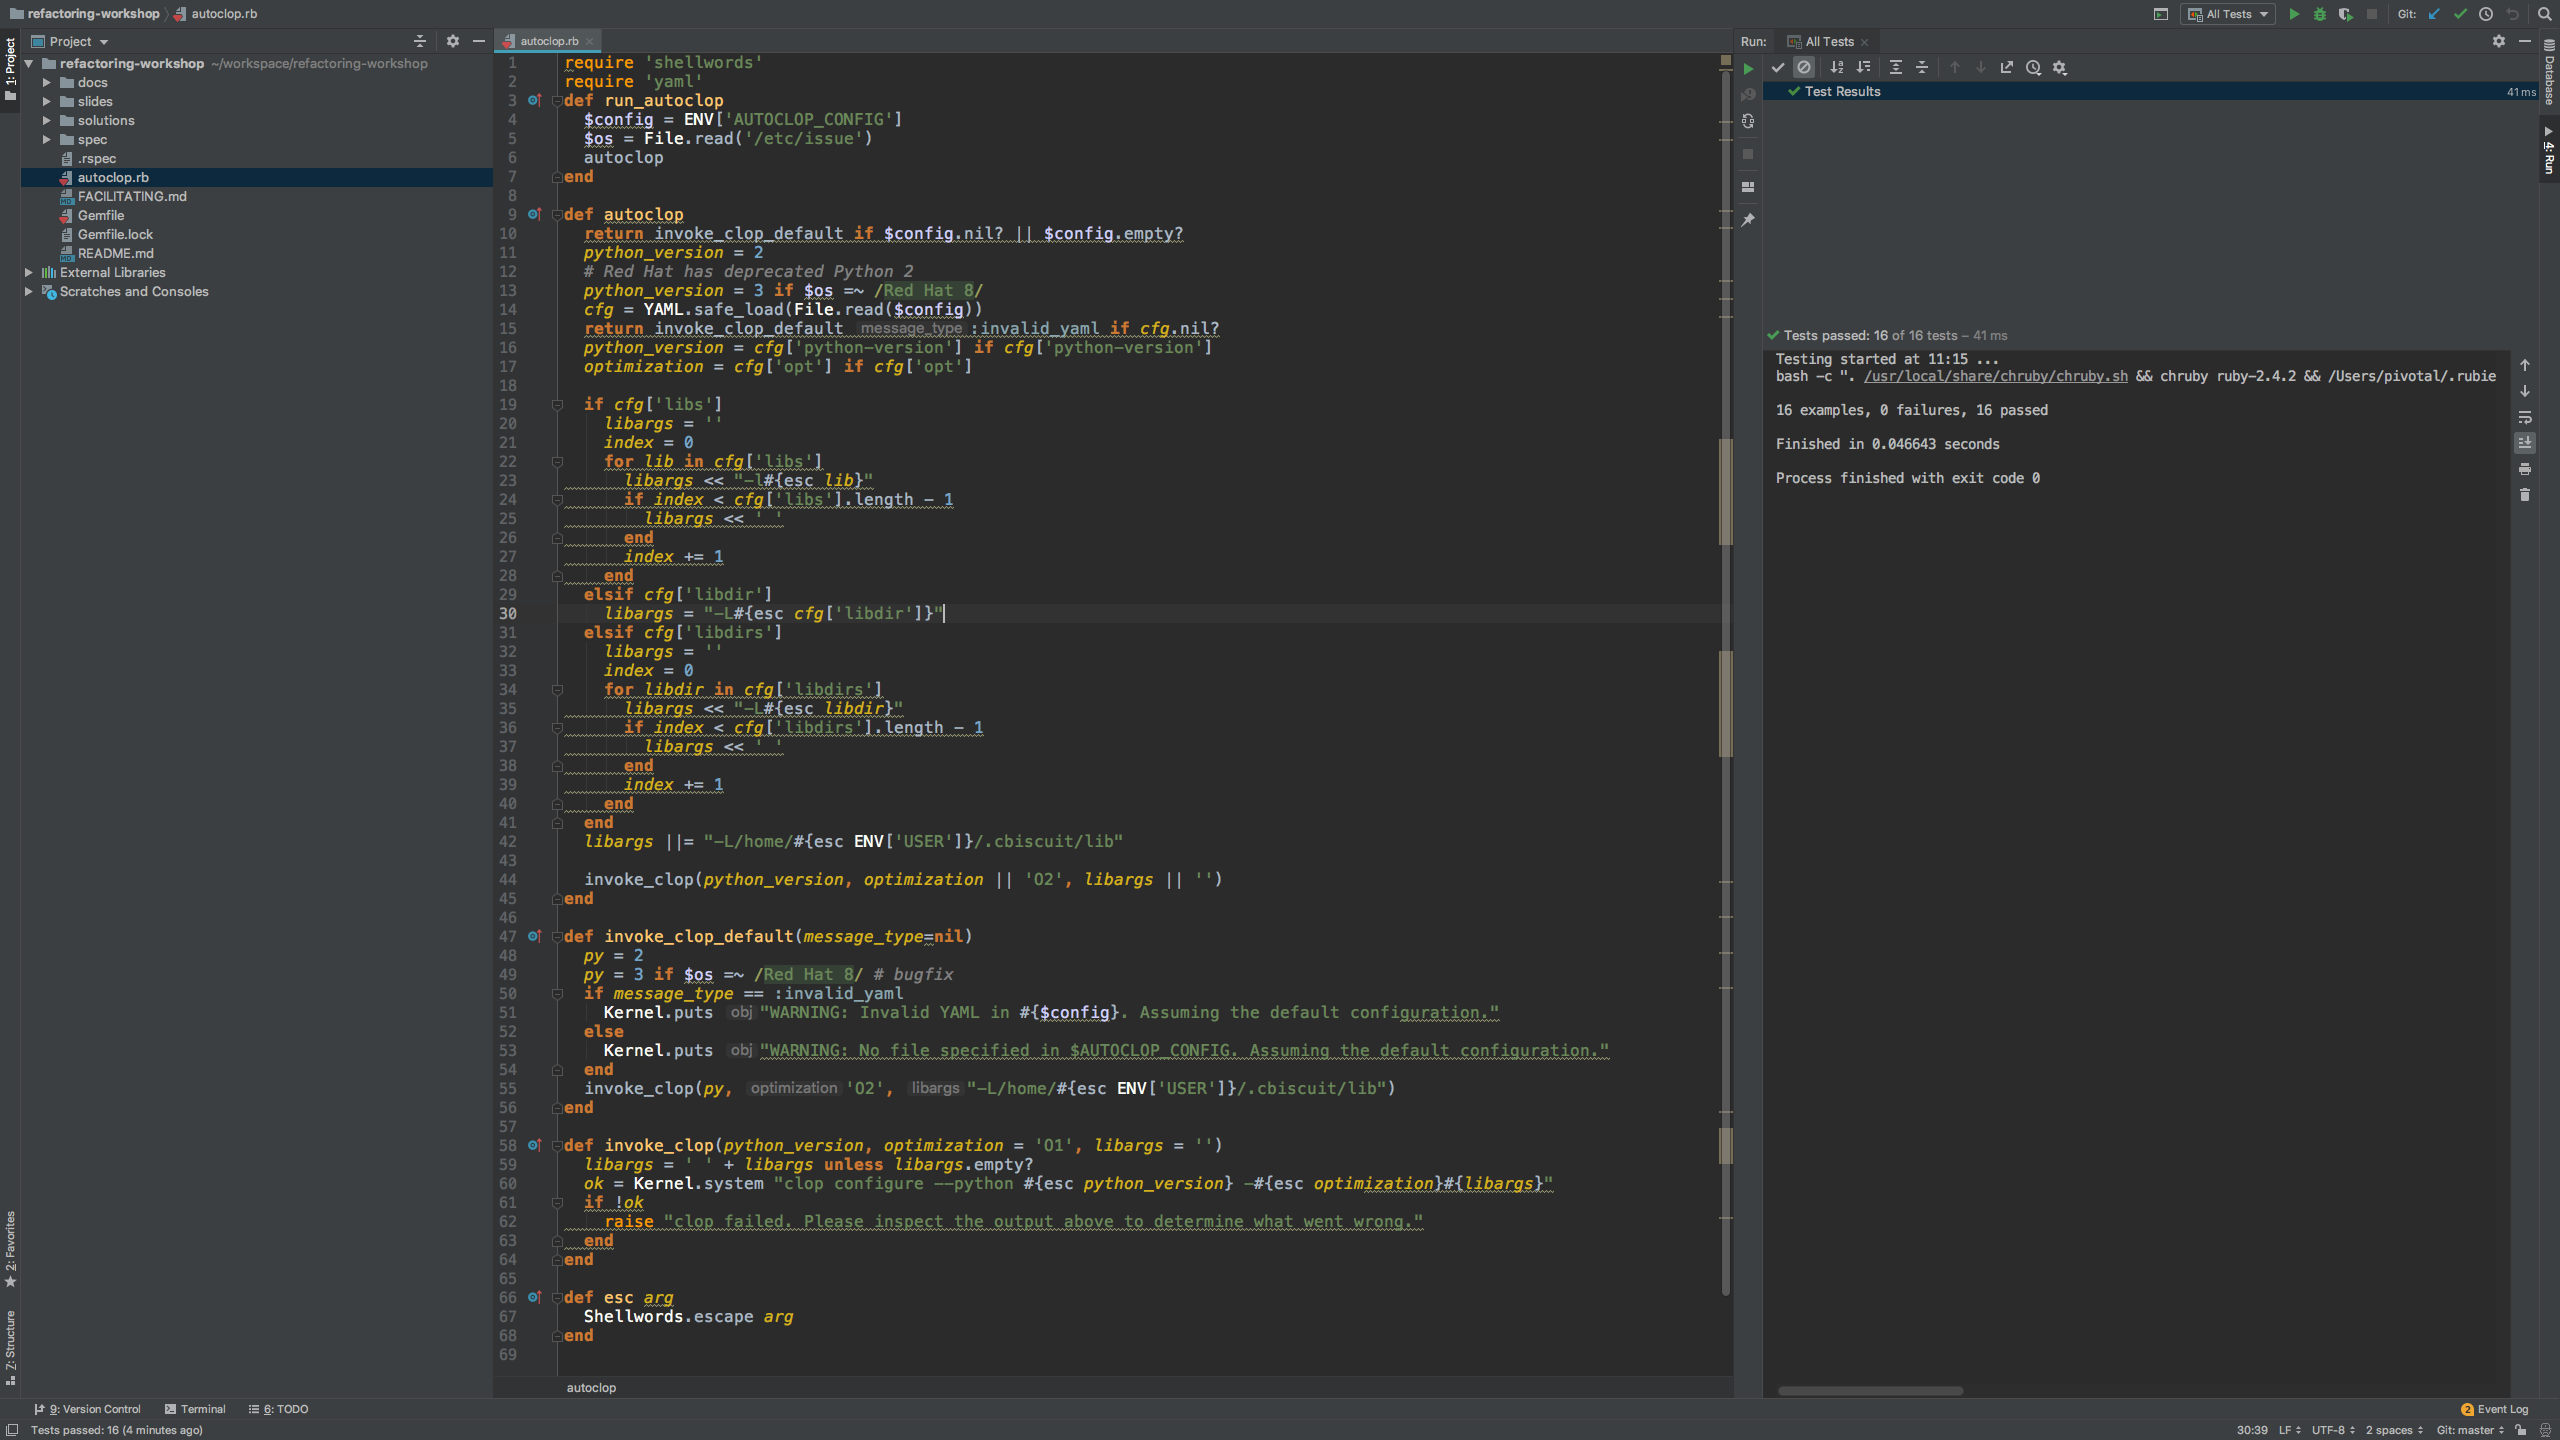 refactoring-workshop autoclop.rb
All Tests Git:
1: Project
Project
refactoring-workshop ~/workspace/refactoring-workshop
docs
slides
solutions
spec
.rspec
autoclop.rb
FACILITATING.md
Gemfile
Gemfile.lock
README.md
External Libraries
Scratches and Consoles
2: Favorites
7: Structure
autoclop.rb
1 require 'shellwords'
2 require 'yaml'
3 def run_autoclop
4   $config = ENV['AUTOCLOP_CONFIG']
5   $os = File.read('/etc/issue')
6   autoclop
7 end
8
9 def autoclop
10   return invoke_clop_default if $config.nil? || $config.empty?
11   python_version = 2
12   # Red Hat has deprecated Python 2
13   python_version = 3 if $os =~ /Red Hat 8/
14   cfg = YAML.safe_load(File.read($config))
15   return invoke_clop_default message_type :invalid_yaml if cfg.nil?
16   python_version = cfg['python-version'] if cfg['python-version']
17   optimization = cfg['opt'] if cfg['opt']
18
19   if cfg['libs']
20     libargs = ''
21     index = 0
22     for lib in cfg['libs']
23       libargs << "-l#{esc lib}"
24       if index < cfg['libs'].length - 1
25         libargs << ' '
26       end
27       index += 1
28     end
29   elsif cfg['libdir']
30     libargs = "-L#{esc cfg['libdir']}"
31   elsif cfg['libdirs']
32     libargs = ''
33     index = 0
34     for libdir in cfg['libdirs']
35       libargs << "-L#{esc libdir}"
36       if index < cfg['libdirs'].length - 1
37         libargs << ' '
38       end
39       index += 1
40     end
41   end
42   libargs ||= "-L/home/#{esc ENV['USER']}/.cbiscuit/lib"
43
44   invoke_clop(python_version, optimization || 'O2', libargs || '')
45 end
46
47 def invoke_clop_default(message_type=nil)
48   py = 2
49   py = 3 if $os =~ /Red Hat 8/ # bugfix
50   if message_type == :invalid_yaml
51     Kernel.puts obj "WARNING: Invalid YAML in #{$config}. Assuming the default configuration."
52   else
53     Kernel.puts obj "WARNING: No file specified in $AUTOCLOP_CONFIG. Assuming the default configuration."
54   end
55   invoke_clop(py, optimization 'O2', libargs "-L/home/#{esc ENV['USER']}/.cbiscuit/lib")
56 end
57
58 def invoke_clop(python_version, optimization = 'O1', libargs = '')
59   libargs = ' ' + libargs unless libargs.empty?
60   ok = Kernel.system "clop configure --python #{esc python_version} -#{esc optimization}#{libargs}"
61   if !ok
62     raise "clop failed. Please inspect the output above to determine what went wrong."
63   end
64 end
65
66 def esc arg
67   Shellwords.escape arg
68 end
69
autoclop
Run: All Tests
Test Results 41 ms
Tests passed: 16 of 16 tests – 41 ms
Testing started at 11:15 ...
bash -c ". /usr/local/share/chruby/chruby.sh && chruby ruby-2.4.2 && /Users/pivotal/.rubie
16 examples, 0 failures, 16 passed
Finished in 0.046643 seconds
Process finished with exit code 0
Database
4: Run
9: Version Control Terminal 6: TODO
2 Event Log
Tests passed: 16 (4 minutes ago)
30:39 LF UTF-8 2 spaces Git: master